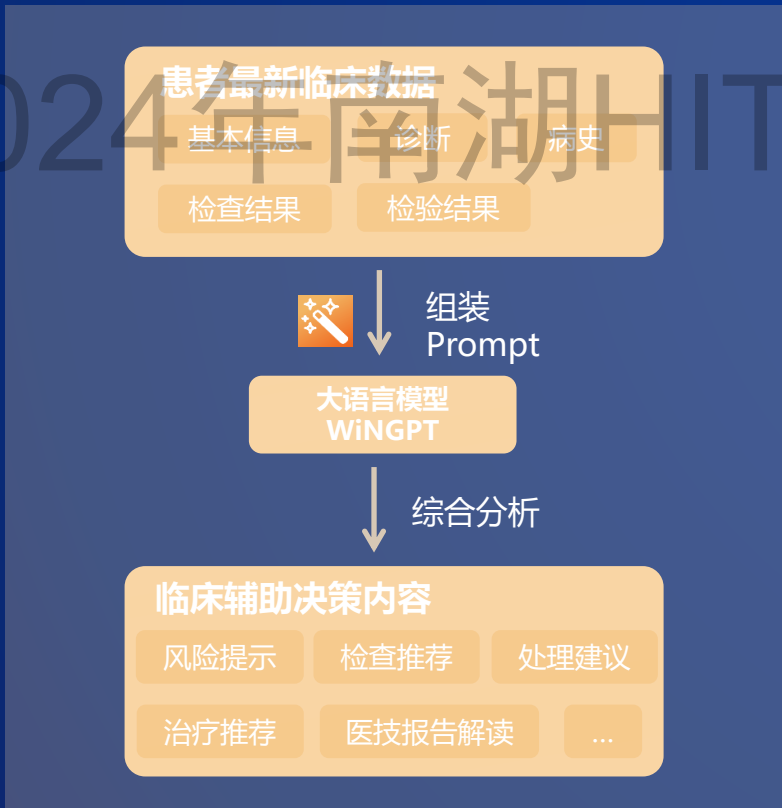 患者最新临床数据
024年南湖HIT
基本信息 诊断 病史
检查结果 检验结果
组装
Prompt
大语言模型
WiNGPT
综合分析
临床辅助决策内容
风险提示 检查推荐 处理建议
治疗推荐 医技报告解读 ...